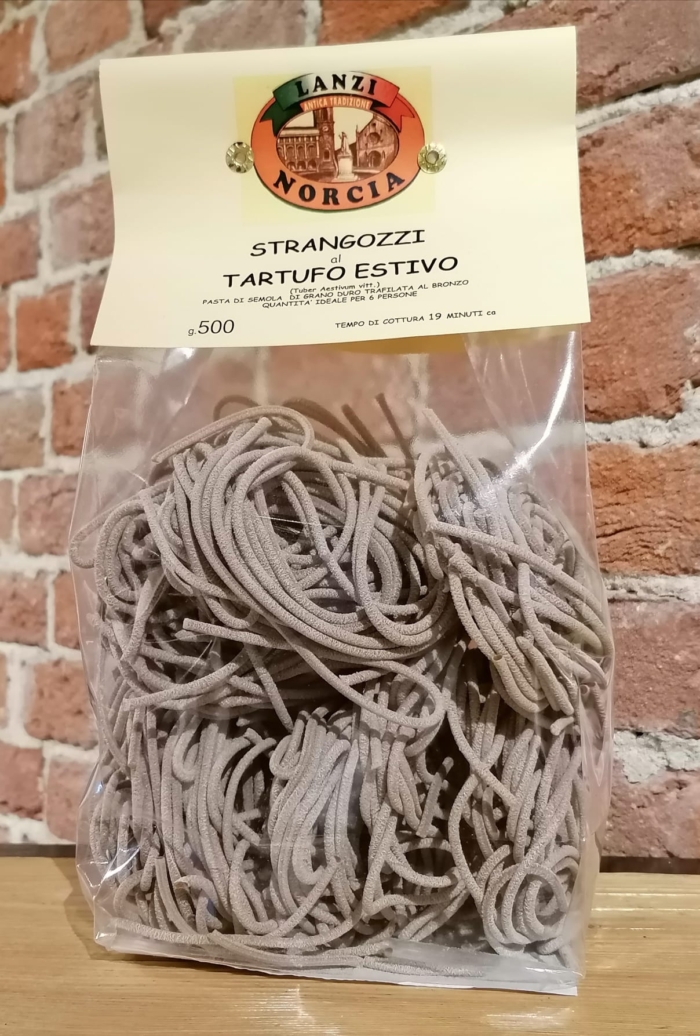 LANZI
ANTICA TRADIZIONE
NORCIA
STRANGOZZI
al
TARTUFO ESTIVO
(Tuber Aestivum vitt.)
PASTA DI SEMOLA DI GRANO DURO TRAFILATA AL BRONZO
QUANTITA' IDEALE PER 6 PERSONE
g.500
TEMPO DI COTTURA 19 MINUTI ca